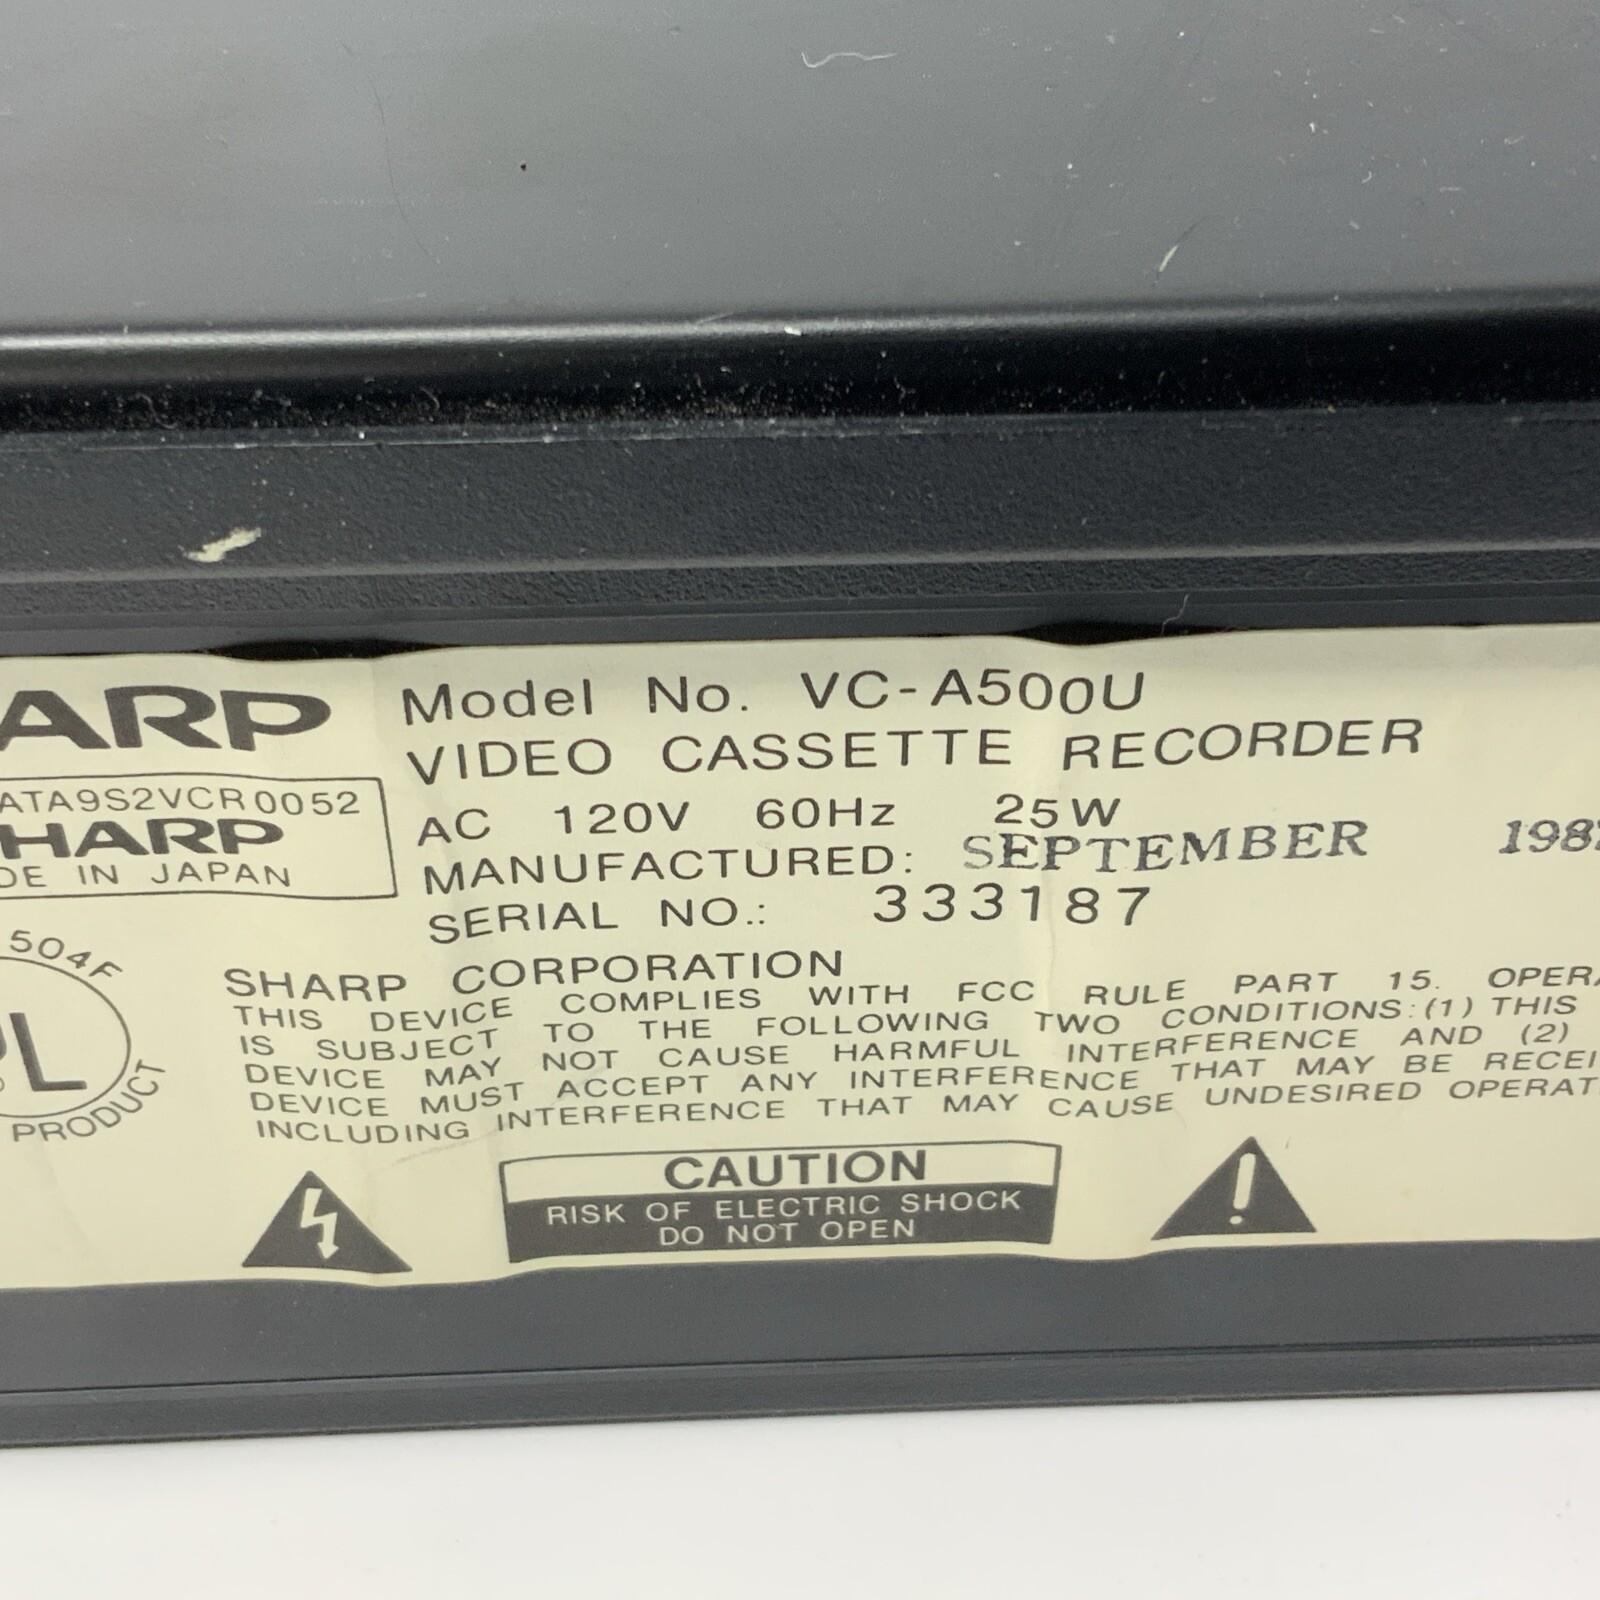 ARP
Model No. VC-A500U
VIDEO CASSETTE RECORDER
ATA9S2VCR0052
HARP
DE IN JAPAN
AC 120V 60Hz 25W
MANUFACTURED: SEPTEMBER 198
SERIAL NO.: 333187
504F
UL
PRODUCT
SHARP CORPORATION
THIS DEVICE COMPLIES WITH FCC RULE PART 15. OPERA
IS SUBJECT TO THE FOLLOWING TWO CONDITIONS:(1) THIS
DEVICE MAY NOT CAUSE HARMFUL INTERFERENCE AND (2)
DEVICE MUST ACCEPT ANY INTERFERENCE THAT MAY BE RECEI
INCLUDING INTERFERENCE THAT MAY CAUSE UNDESIRED OPERAT
CAUTION
RISK OF ELECTRIC SHOCK
DO NOT OPEN